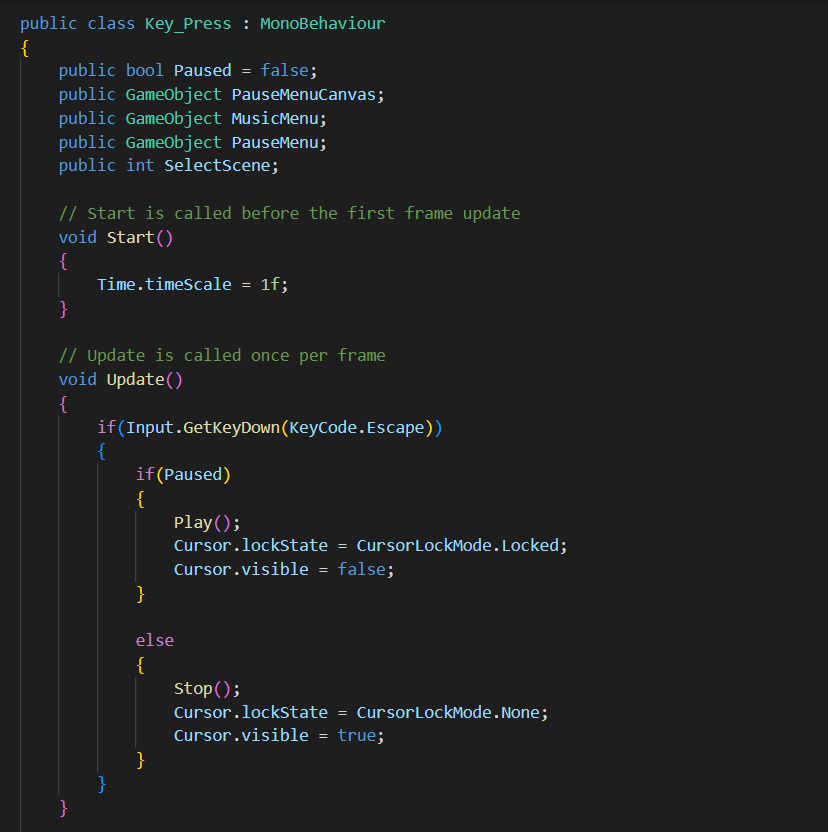 public class Key_Press : MonoBehaviour
{
    public bool Paused = false;
    public GameObject PauseMenuCanvas;
    public GameObject MusicMenu;
    public GameObject PauseMenu;
    public int SelectScene;

    // Start is called before the first frame update
    void Start()
    {
        Time.timeScale = 1f;
    }

    // Update is called once per frame
    void Update()
    {
        if(Input.GetKeyDown(KeyCode.Escape))
        {
            if(Paused)
            {
                Play();
                Cursor.lockState = CursorLockMode.Locked;
                Cursor.visible = false;
            }

            else
            {
                Stop();
                Cursor.lockState = CursorLockMode.None;
                Cursor.visible = true;
            }
        }
    }